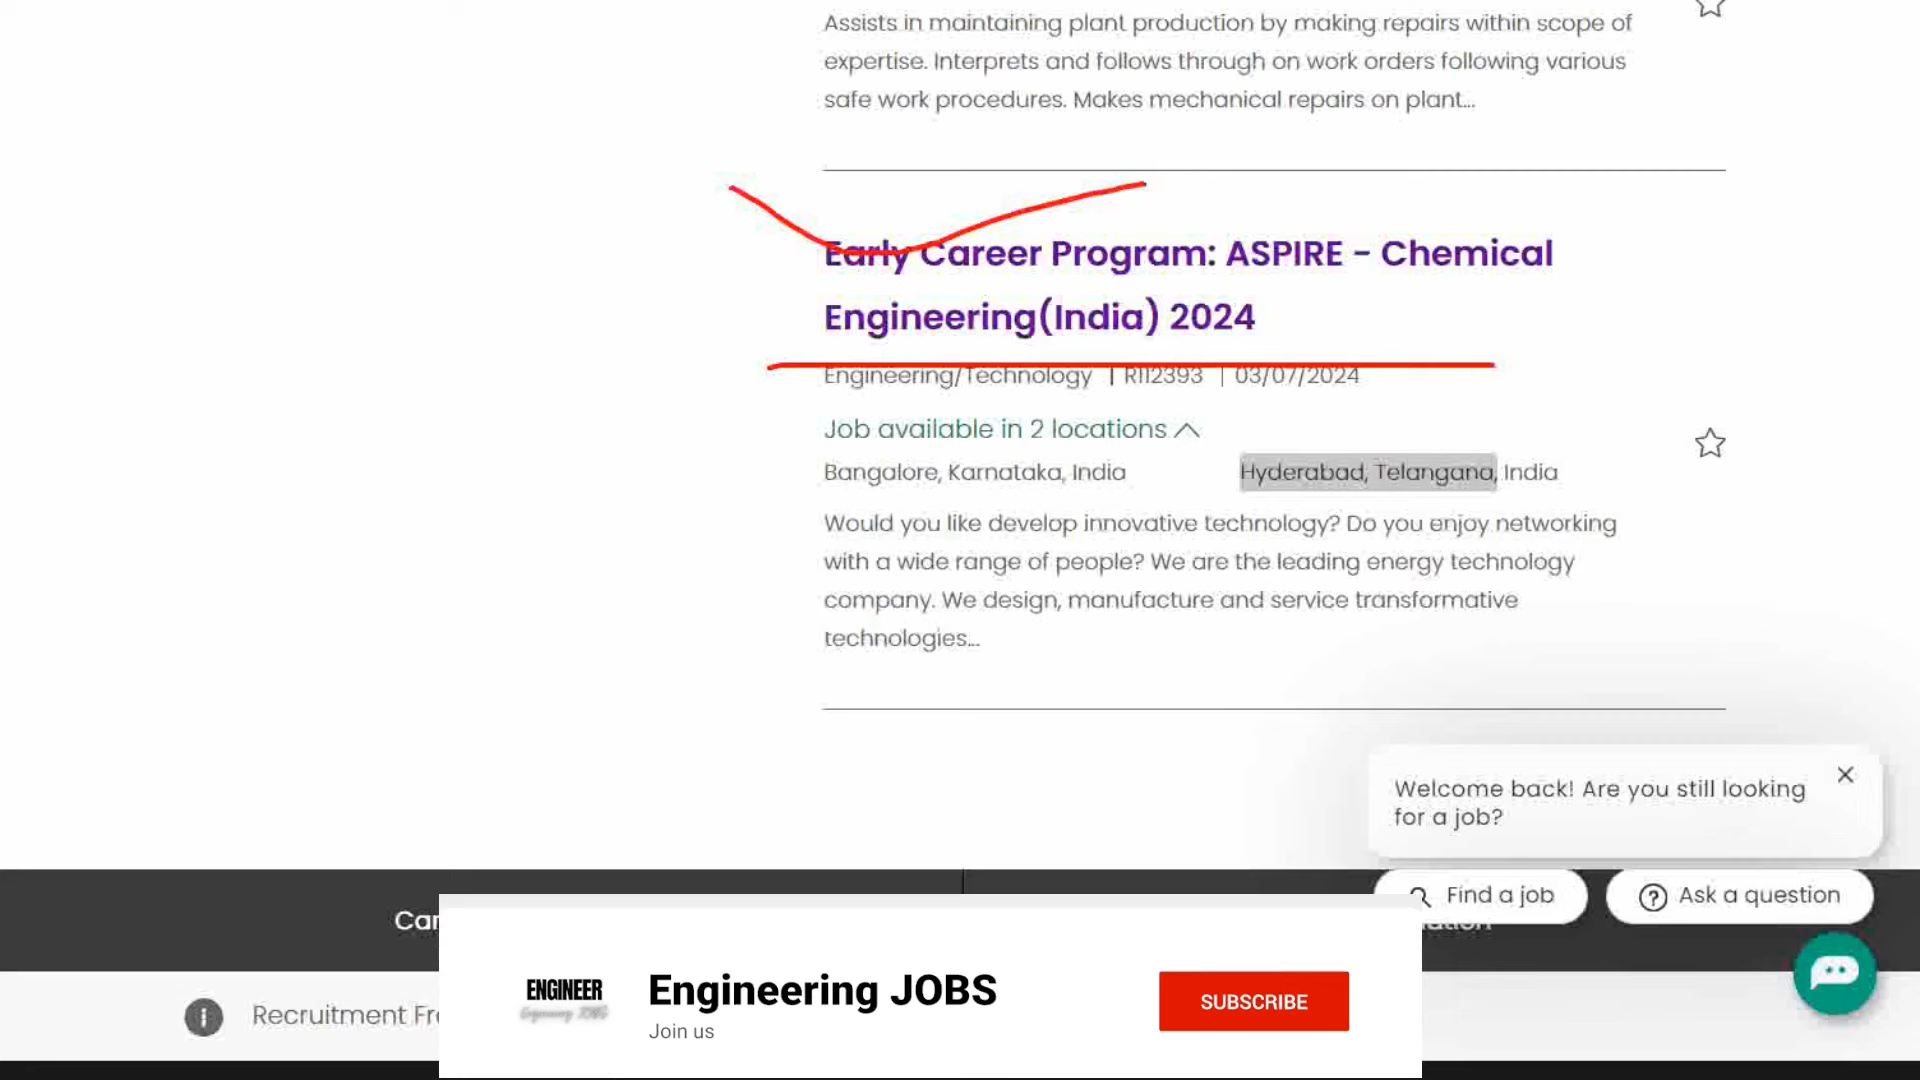 Assists in maintaining plant production by making repairs within scope of
expertise. Interprets and follows through on work orders following various
safe work procedures. Makes mechanical repairs on plant...
Early Career Program: ASPIRE - Chemical
Engineering(India) 2024
Engineering/Technology | R112393 | 03/07/2024
Job available in 2 locations
Bangalore, Karnataka, India Hyderabad, Telangana, India
Would you like develop innovative technology? Do you enjoy networking
with a wide range of people? We are the leading energy technology
company. We design, manufacture and service transformative
technologies...
Welcome back! Are you still looking
for a job?
Find a job
Ask a question
Car
ENGINEER
Engineering JOBS
Engineering JOBS
Join us
SUBSCRIBE
Recruitment Fr